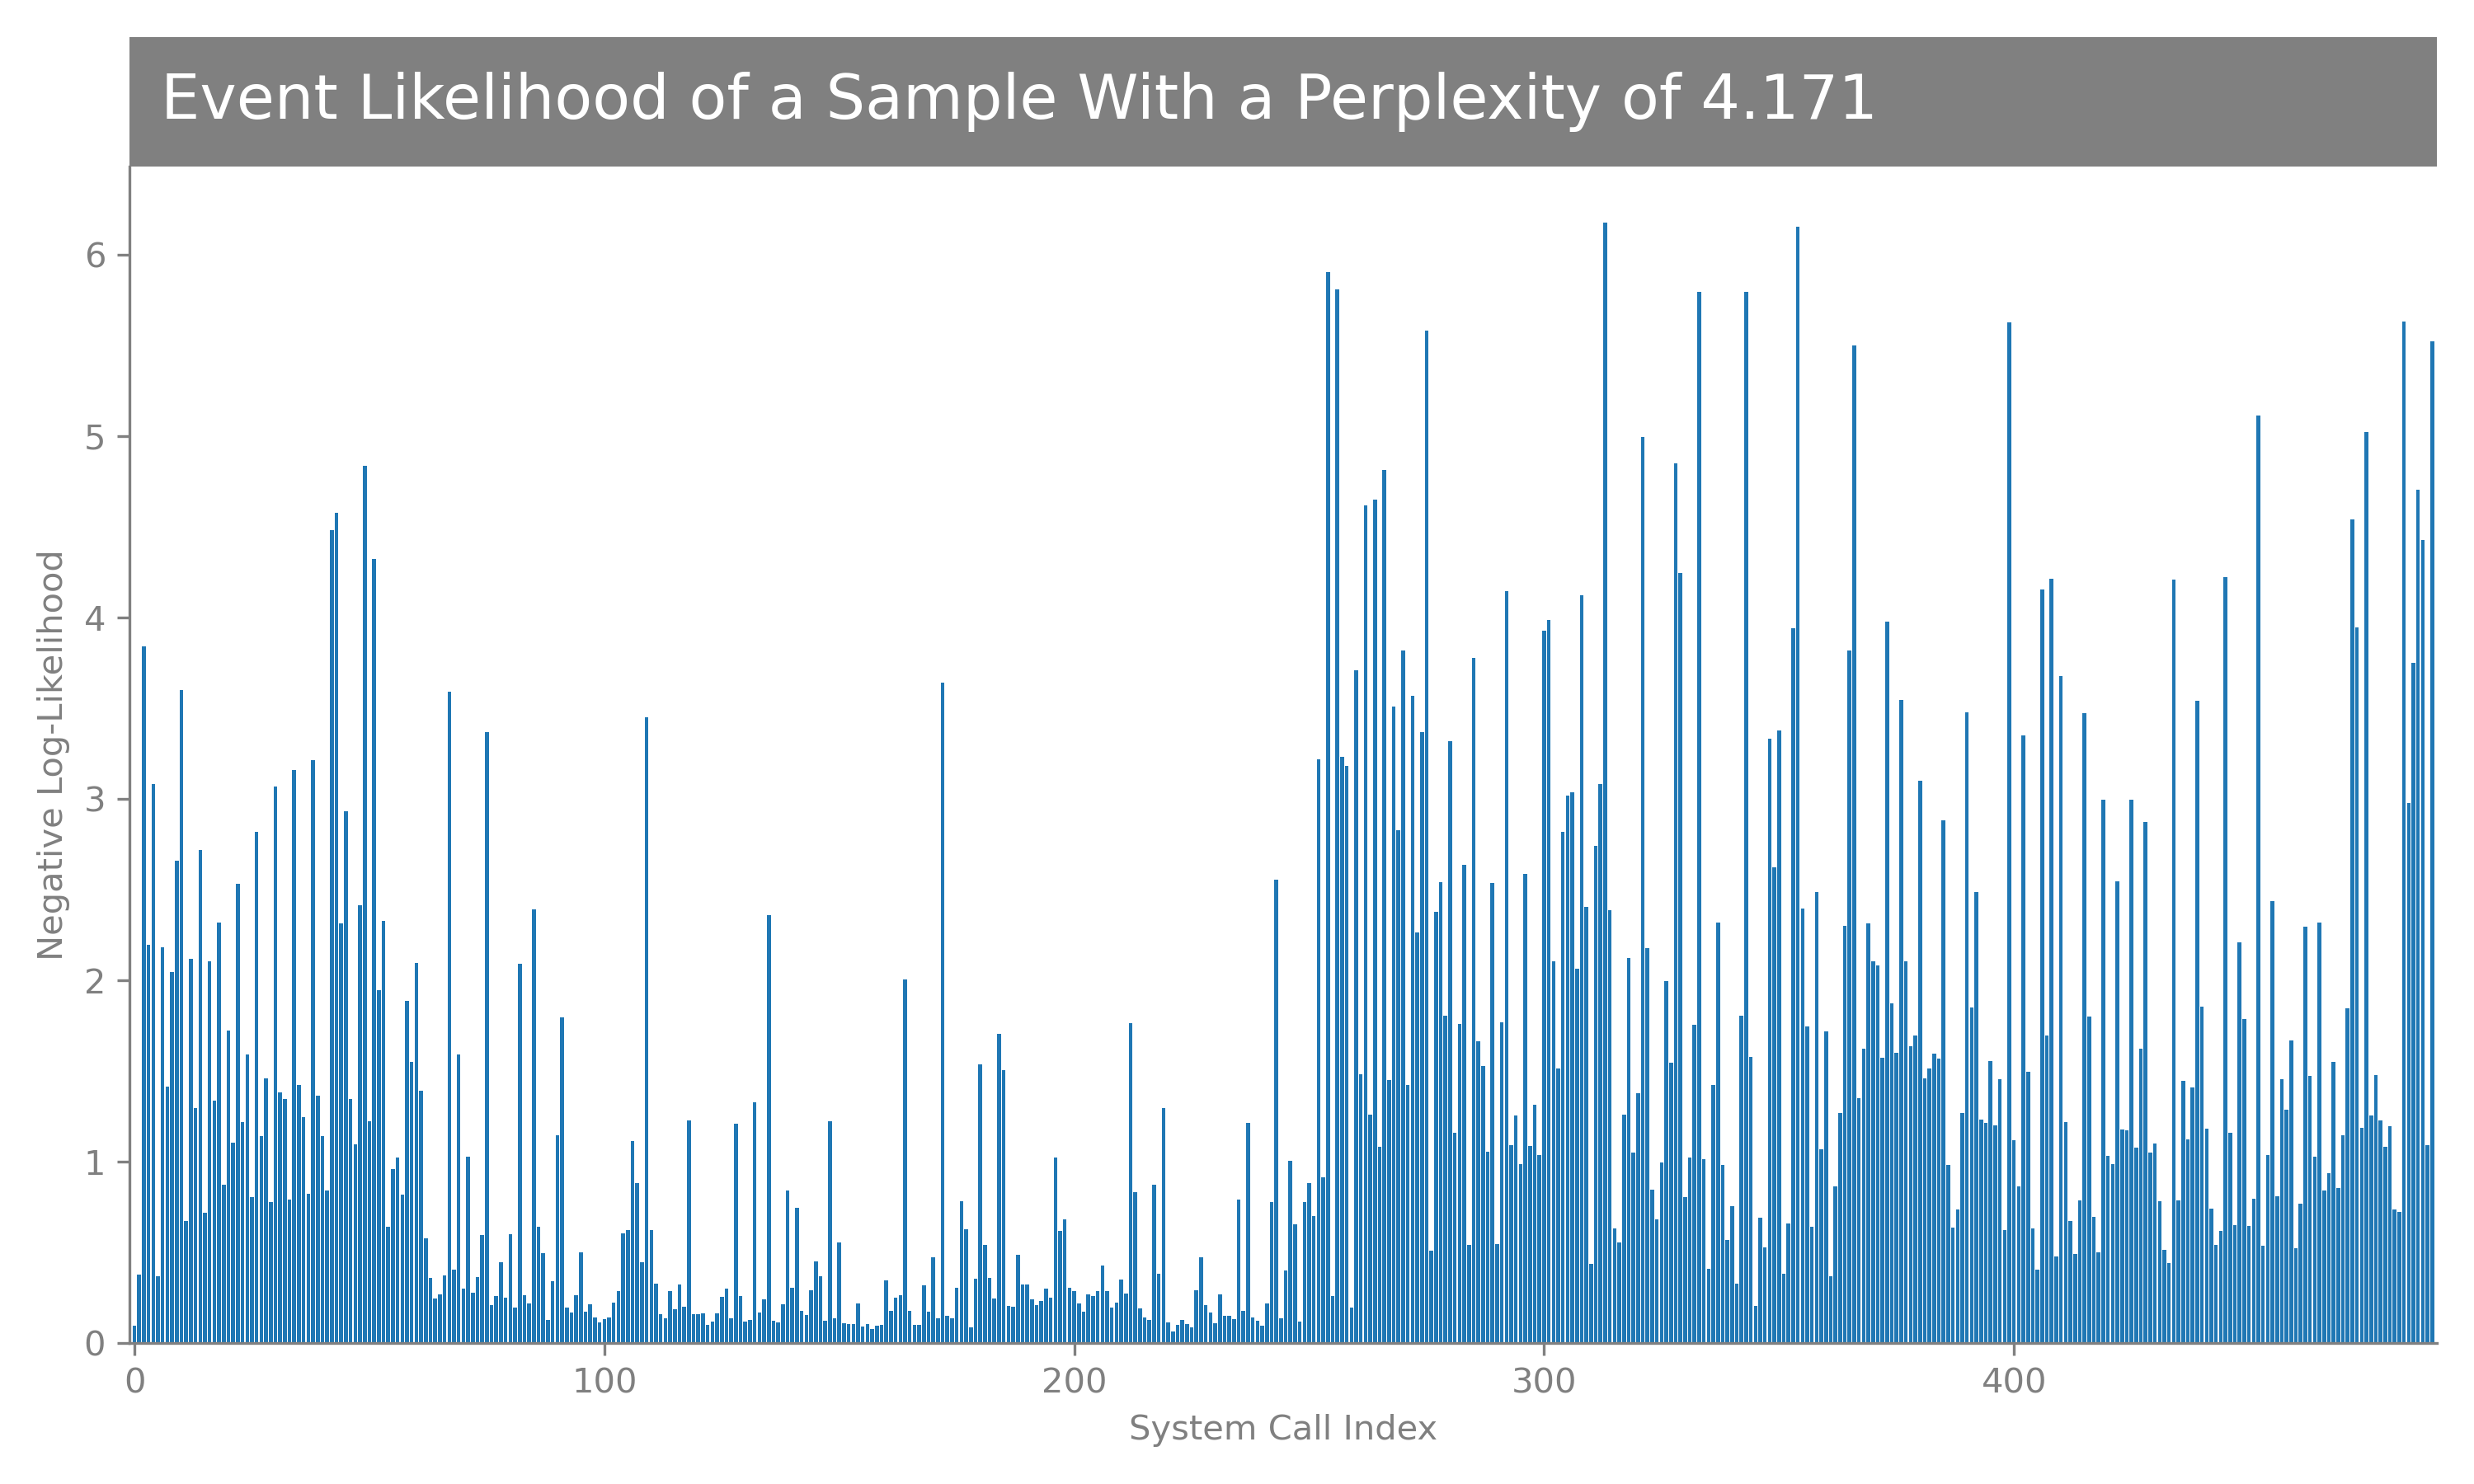 Event Likelihood of a Sample With a Perplexity of 4.171
6
5
4
3
2
1
0
Negative Log-Likelihood
0 100 200 300 400
System Call Index